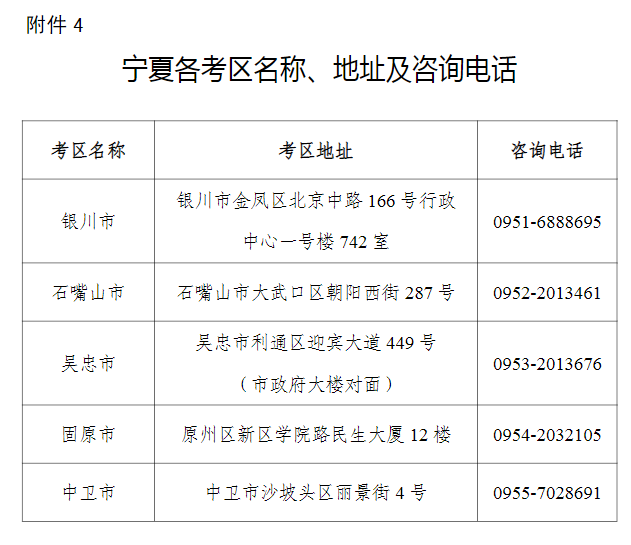 附件 4
宁夏各考区名称、地址及咨询电话
考区名称
考区地址
咨询电话
银川市
银川市金凤区北京中路 166 号行政
中心一号楼 742 室
0951-6888695
石嘴山市
石嘴山市大武口区朝阳西街 287 号
0952-2013461
吴忠市
吴忠市利通区迎宾大道 449 号
（市政府大楼对面）
0953-2013676
固原市
原州区新区学院路民生大厦 12 楼
0954-2032105
中卫市
中卫市沙坡头区丽景街 4 号
0955-7028691